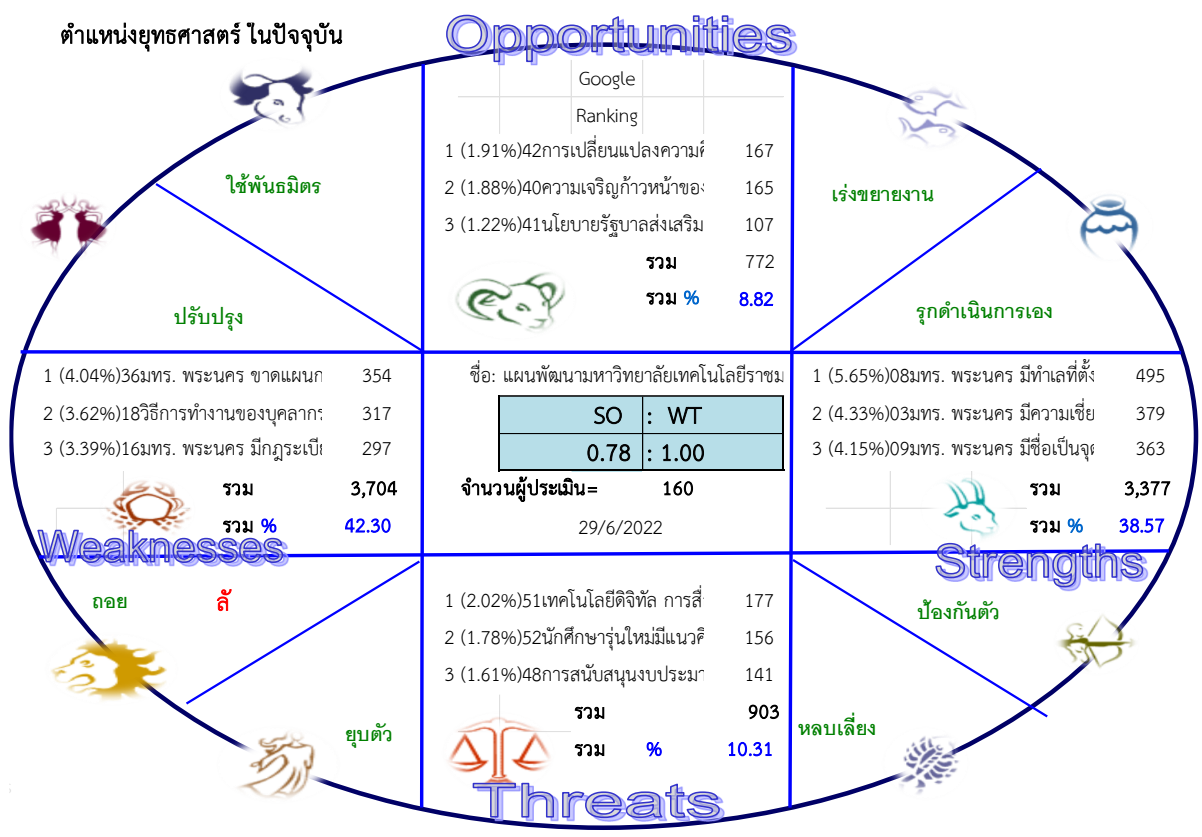 ตำแหน่งยุทธศาสตร์ ในปัจจุบัน
Opportunities
Google
Ranking
1 (1.91%)42การเปลี่ยนแปลงความคิ 167
2 (1.88%)40ความเจริญก้าวหน้าของ 165
3 (1.22%)41นโยบายรัฐบาลส่งเสริม 107
รวม 772
รวม % 8.82
ใช้พันธมิตร
เร่งขยายงาน
ปรับปรุง
รุกดำเนินการเอง
1 (4.04%)36มทร. พระนคร ขาดแผนก 354
2 (3.62%)18วิธีการทำงานของบุคลากร 317
3 (3.39%)16มทร. พระนคร มีกฎระเบีย 297
รวม 3,704
รวม % 42.30
Weaknesses
ชื่อ: แผนพัฒนามหาวิทยาลัยเทคโนโลยีราชม
SO : WT
0.78 : 1.00
จำนวนผู้ประเมิน= 160
29/6/2022
1 (5.65%)08มทร. พระนคร มีทำเลที่ตั้ง 495
2 (4.33%)03มทร. พระนคร มีความเชี่ย 379
3 (4.15%)09มทร. พระนคร มีชื่อเป็นจุด 363
รวม 3,377
รวม % 38.57
Strengths
ถอย
ลั
ป้องกันตัว
1 (2.02%)51เทคโนโลยีดิจิทัล การสื่ 177
2 (1.78%)52นักศึกษารุ่นใหม่มีแนวคิ 156
3 (1.61%)48การสนับสนุนงบประมา 141
รวม 903
รวม % 10.31
ยุบตัว
หลบเลี่ยง
Threats